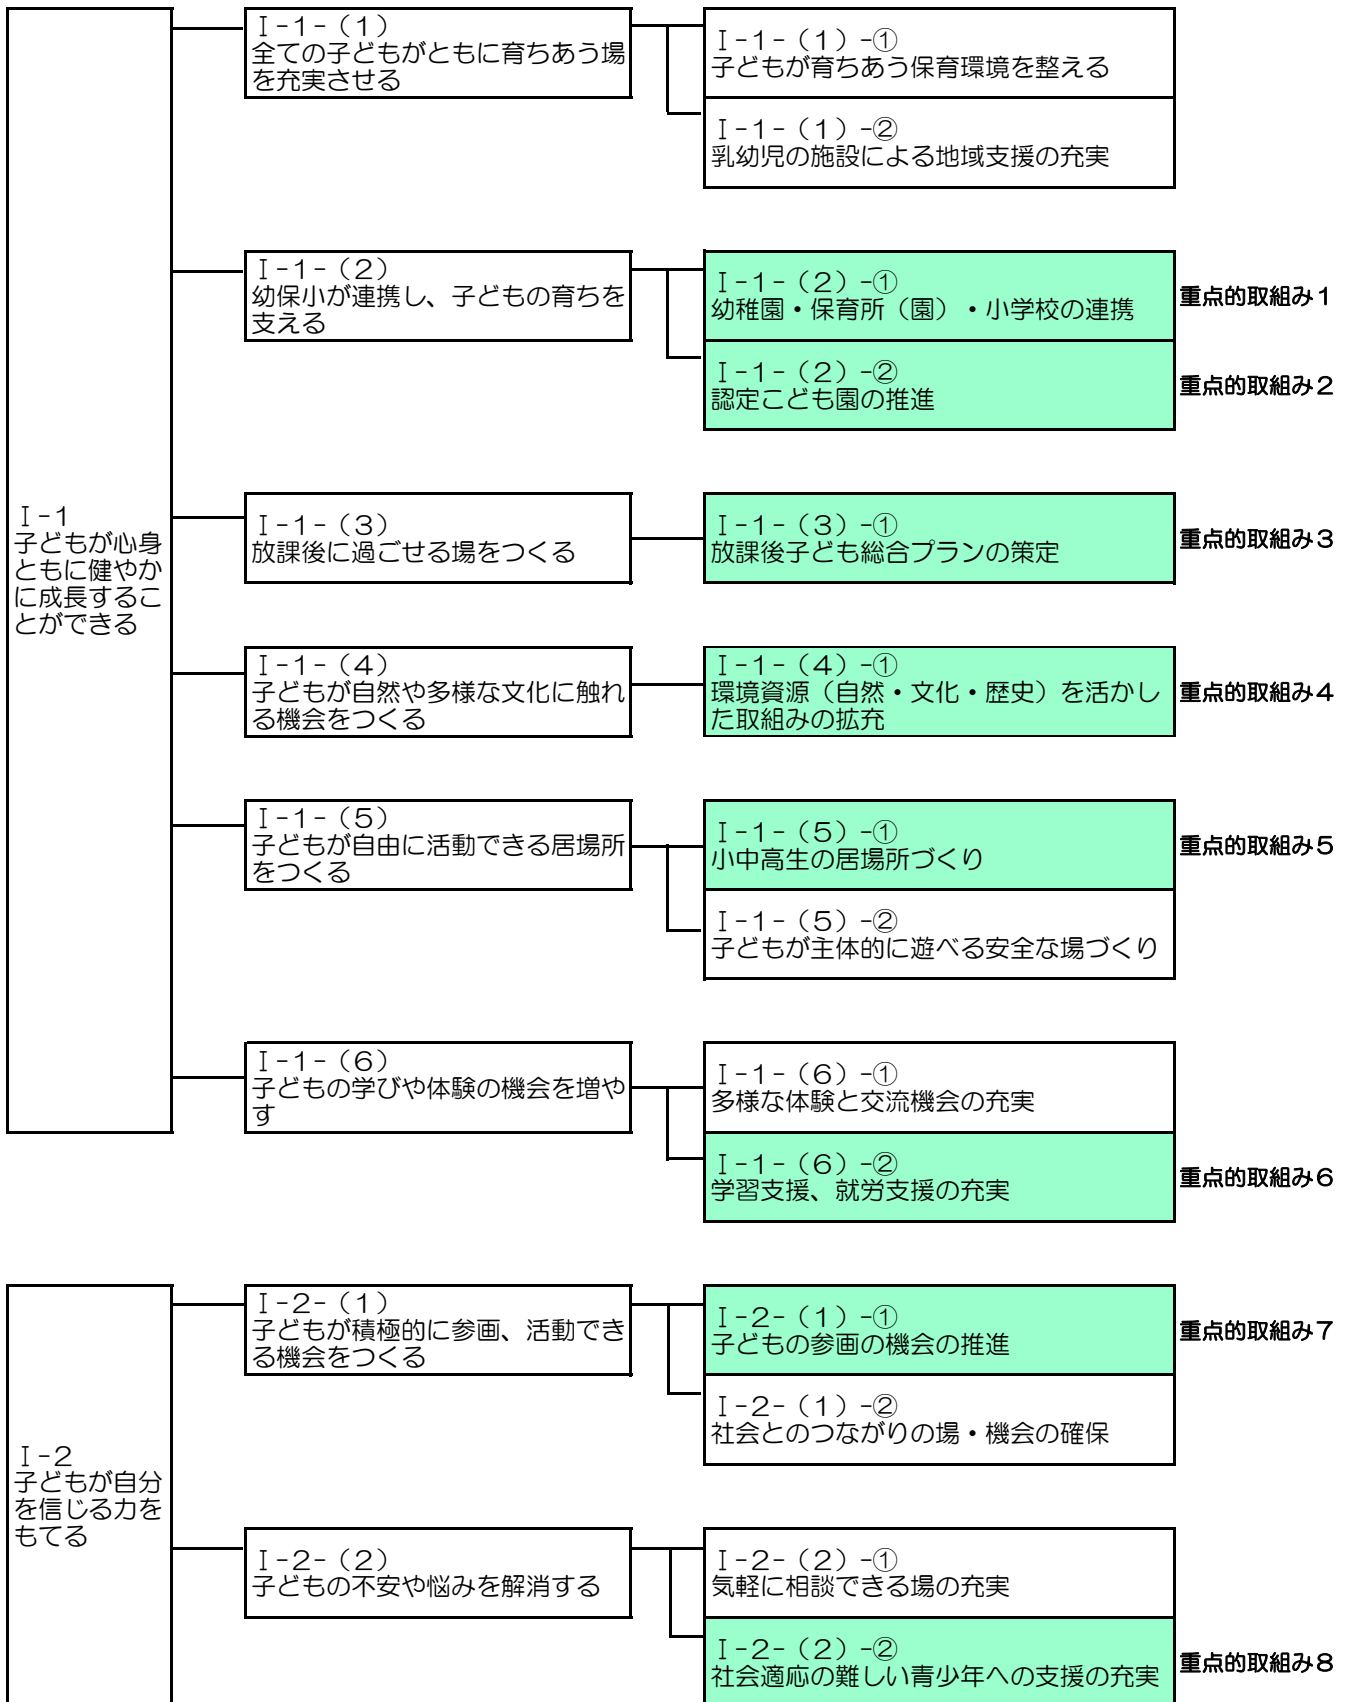 Ⅰ-1
子どもが心身
ともに健やか
に成長するこ
とができる
Ⅰ-1-（1）
全ての子どもがともに育ちあう場
を充実させる
Ⅰ-1-（1）-①
子どもが育ちあう保育環境を整える
Ⅰ-1-（1）-②
乳幼児の施設による地域支援の充実
Ⅰ-1-（2）
幼保小が連携し、子どもの育ちを
支える
Ⅰ-1-（2）-①
幼稚園・保育所（園）・小学校の連携
重点的取組み1
Ⅰ-1-（2）-②
認定こども園の推進
重点的取組み2
Ⅰ-1-（3）
放課後に過ごせる場をつくる
Ⅰ-1-（3）-①
放課後子ども総合プランの策定
重点的取組み3
Ⅰ-1-（4）
子どもが自然や多様な文化に触れ
る機会をつくる
Ⅰ-1-（4）-①
環境資源（自然・文化・歴史）を活かし
た取組みの拡充
重点的取組み4
Ⅰ-1-（5）
子どもが自由に活動できる居場所
をつくる
Ⅰ-1-（5）-①
小中高生の居場所づくり
重点的取組み5
Ⅰ-1-（5）-②
子どもが主体的に遊べる安全な場づくり
Ⅰ-1-（6）
子どもの学びや体験の機会を増や
す
Ⅰ-1-（6）-①
多様な体験と交流機会の充実
Ⅰ-1-（6）-②
学習支援、就労支援の充実
重点的取組み6
Ⅰ-2
子どもが自分
を信じる力を
もてる
Ⅰ-2-（1）
子どもが積極的に参画、活動でき
る機会をつくる
Ⅰ-2-（1）-①
子どもの参画の機会の推進
重点的取組み7
Ⅰ-2-（1）-②
社会とのつながりの場・機会の確保
Ⅰ-2-（2）
子どもの不安や悩みを解消する
Ⅰ-2-（2）-①
気軽に相談できる場の充実
Ⅰ-2-（2）-②
社会適応の難しい青少年への支援の充実
重点的取組み8